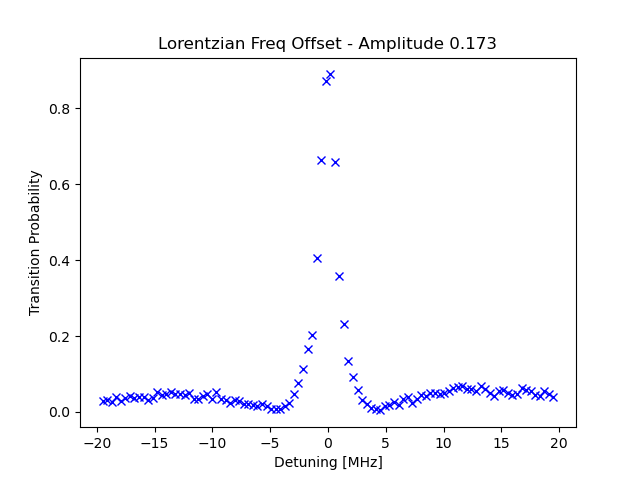 Lorentzian Freq Offset - Amplitude 0.173
Transition Probability
0.8
0.6
0.4
0.2
0.0
−20 −15 −10 −5 0 5 10 15 20
Detuning [MHz]